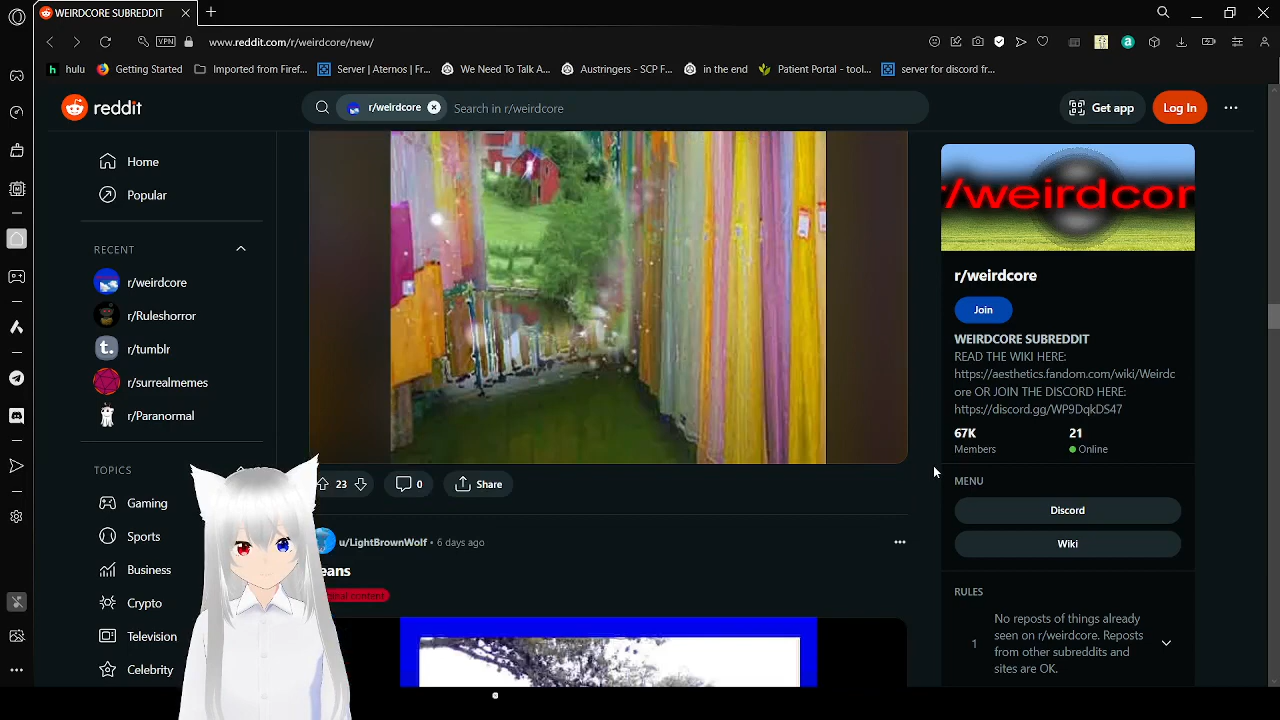 WEIRDCORE SUBREDDIT
VPN
www.reddit.com/r/weirdcore/new/
hulu
Getting Started
Imported from Firef...
Server | Aternos | Fr...
We Need To Talk A...
Austringers - SCP F...
in the end
Patient Portal - tool...
server for discord fr...
reddit
r/weirdcore
Search in r/weirdcore
Get app
Log In
Home
Popular
RECENT
r/weirdcore
r/Ruleshorror
r/tumblr
r/surrealmemes
r/Paranormal
TOPICS
Gaming
Sports
Business
Crypto
Television
Celebrity
23
0
Share
u/LightBrownWolf • 6 days ago
eans
inal content
r/weirdcor
r/weirdcore
Join
WEIRDCORE SUBREDDIT
READ THE WIKI HERE:
https://aesthetics.fandom.com/wiki/Weirdc
ore OR JOIN THE DISCORD HERE:
https://discord.gg/WP9DqkDS47
67K
21
Members
Online
MENU
Discord
Wiki
RULES
1
No reposts of things already
seen on r/weirdcore. Reposts
from other subreddits and
sites are OK.